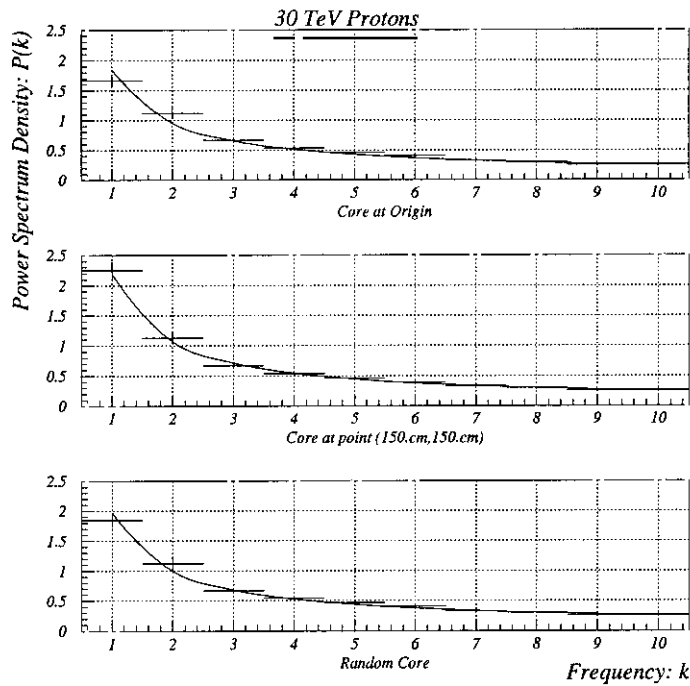 30 TeV Protons
Power Spectrum Density: P(k)
2.5
2
1.5
1
0.5
0
1 2 3 4 5 6 7 8 9 10
Core at Origin
2.5
2
1.5
1
0.5
0
1 2 3 4 5 6 7 8 9 10
Core at point (150.cm,150.cm)
2.5
2
1.5
1
0.5
0
1 2 3 4 5 6 7 8 9 10
Random Core
Frequency: k